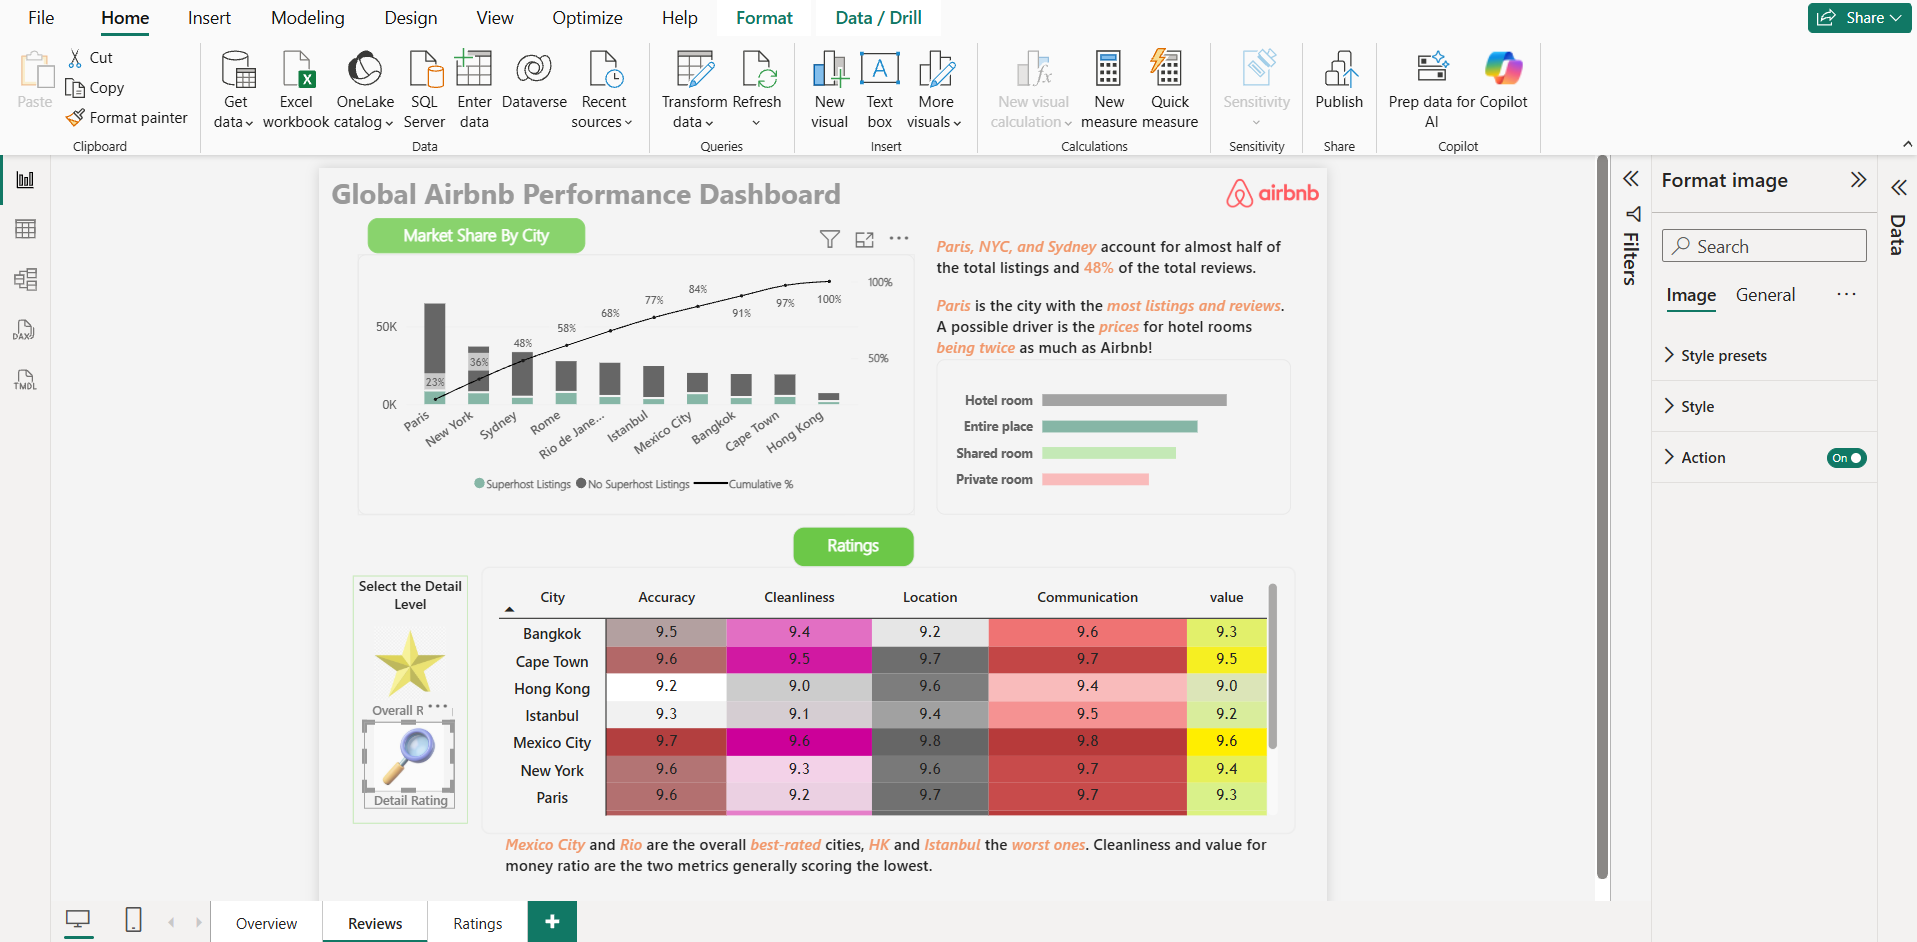 File Home Insert Modeling Design View Optimize Help Format Data / Drill Share
Paste
Cut
Copy
Format painter
Clipboard
Get data
Excel workbook
OneLake catalog
SQL Server
Enter data
Dataverse
Recent sources
Data
Transform data
Refresh
Queries
New visual
Text box
More visuals
Insert
New visual calculation
New measure
Quick measure
Calculations
Sensitivity
Sensitivity
Publish
Share
Prep data for AI
Copilot
Copilot
DAX
TMDL
Global Airbnb Performance Dashboard
airbnb
Market Share By City
50K
0K
100%
50%
23%
36%
48%
58%
68%
77%
84%
91%
97%
100%
Paris
New York
Sydney
Rome
Rio de Jane...
Istanbul
Mexico City
Bangkok
Cape Town
Hong Kong
Superhost Listings No Superhost Listings Cumulative %
Paris, NYC, and Sydney account for almost half of
the total listings and 48% of the total reviews.
Paris is the city with the most listings and reviews.
A possible driver is the prices for hotel rooms
being twice as much as Airbnb!
Hotel room
Entire place
Shared room
Private room
Ratings
Select the Detail
Level
Overall R
Detail Rating
City Accuracy Cleanliness Location Communication value
Bangkok 9.5 9.4 9.2 9.6 9.3
Cape Town 9.6 9.5 9.7 9.7 9.5
Hong Kong 9.2 9.0 9.6 9.4 9.0
Istanbul 9.3 9.1 9.4 9.5 9.2
Mexico City 9.7 9.6 9.8 9.8 9.6
New York 9.6 9.3 9.6 9.7 9.4
Paris 9.6 9.2 9.7 9.7 9.3
Mexico City and Rio are the overall best-rated cities, HK and Istanbul the worst ones. Cleanliness and value for
money ratio are the two metrics generally scoring the lowest.
Filters
Format image
Search
Image General
Style presets
Style
Action On
Data
Overview Reviews Ratings